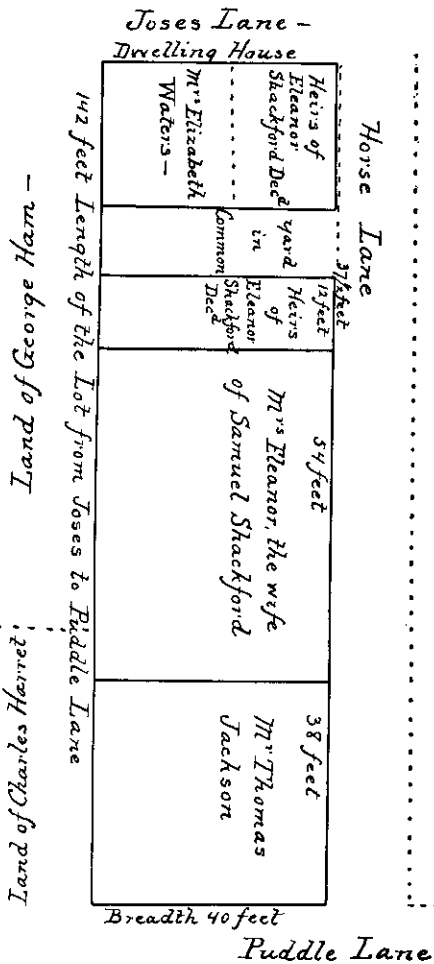 Joses Lane –
Dwelling House
Heirs of
Eleanor
Shackford Decd
Mrs Elizabeth
Waters –
Horse Lane
37½ feet
yard
in
Common
12 feet
Heirs
of
Eleanor
Shackford
Decd
54 feet
Mrs Eleanor, the wife
of Samuel Shackford
38 feet
Mr Thomas
Jackson
142 feet Length of the Lot from Joses to Puddle Lane
Land of George Ham –
Land of Charles Harret
Breadth 40 feet
Puddle Lane